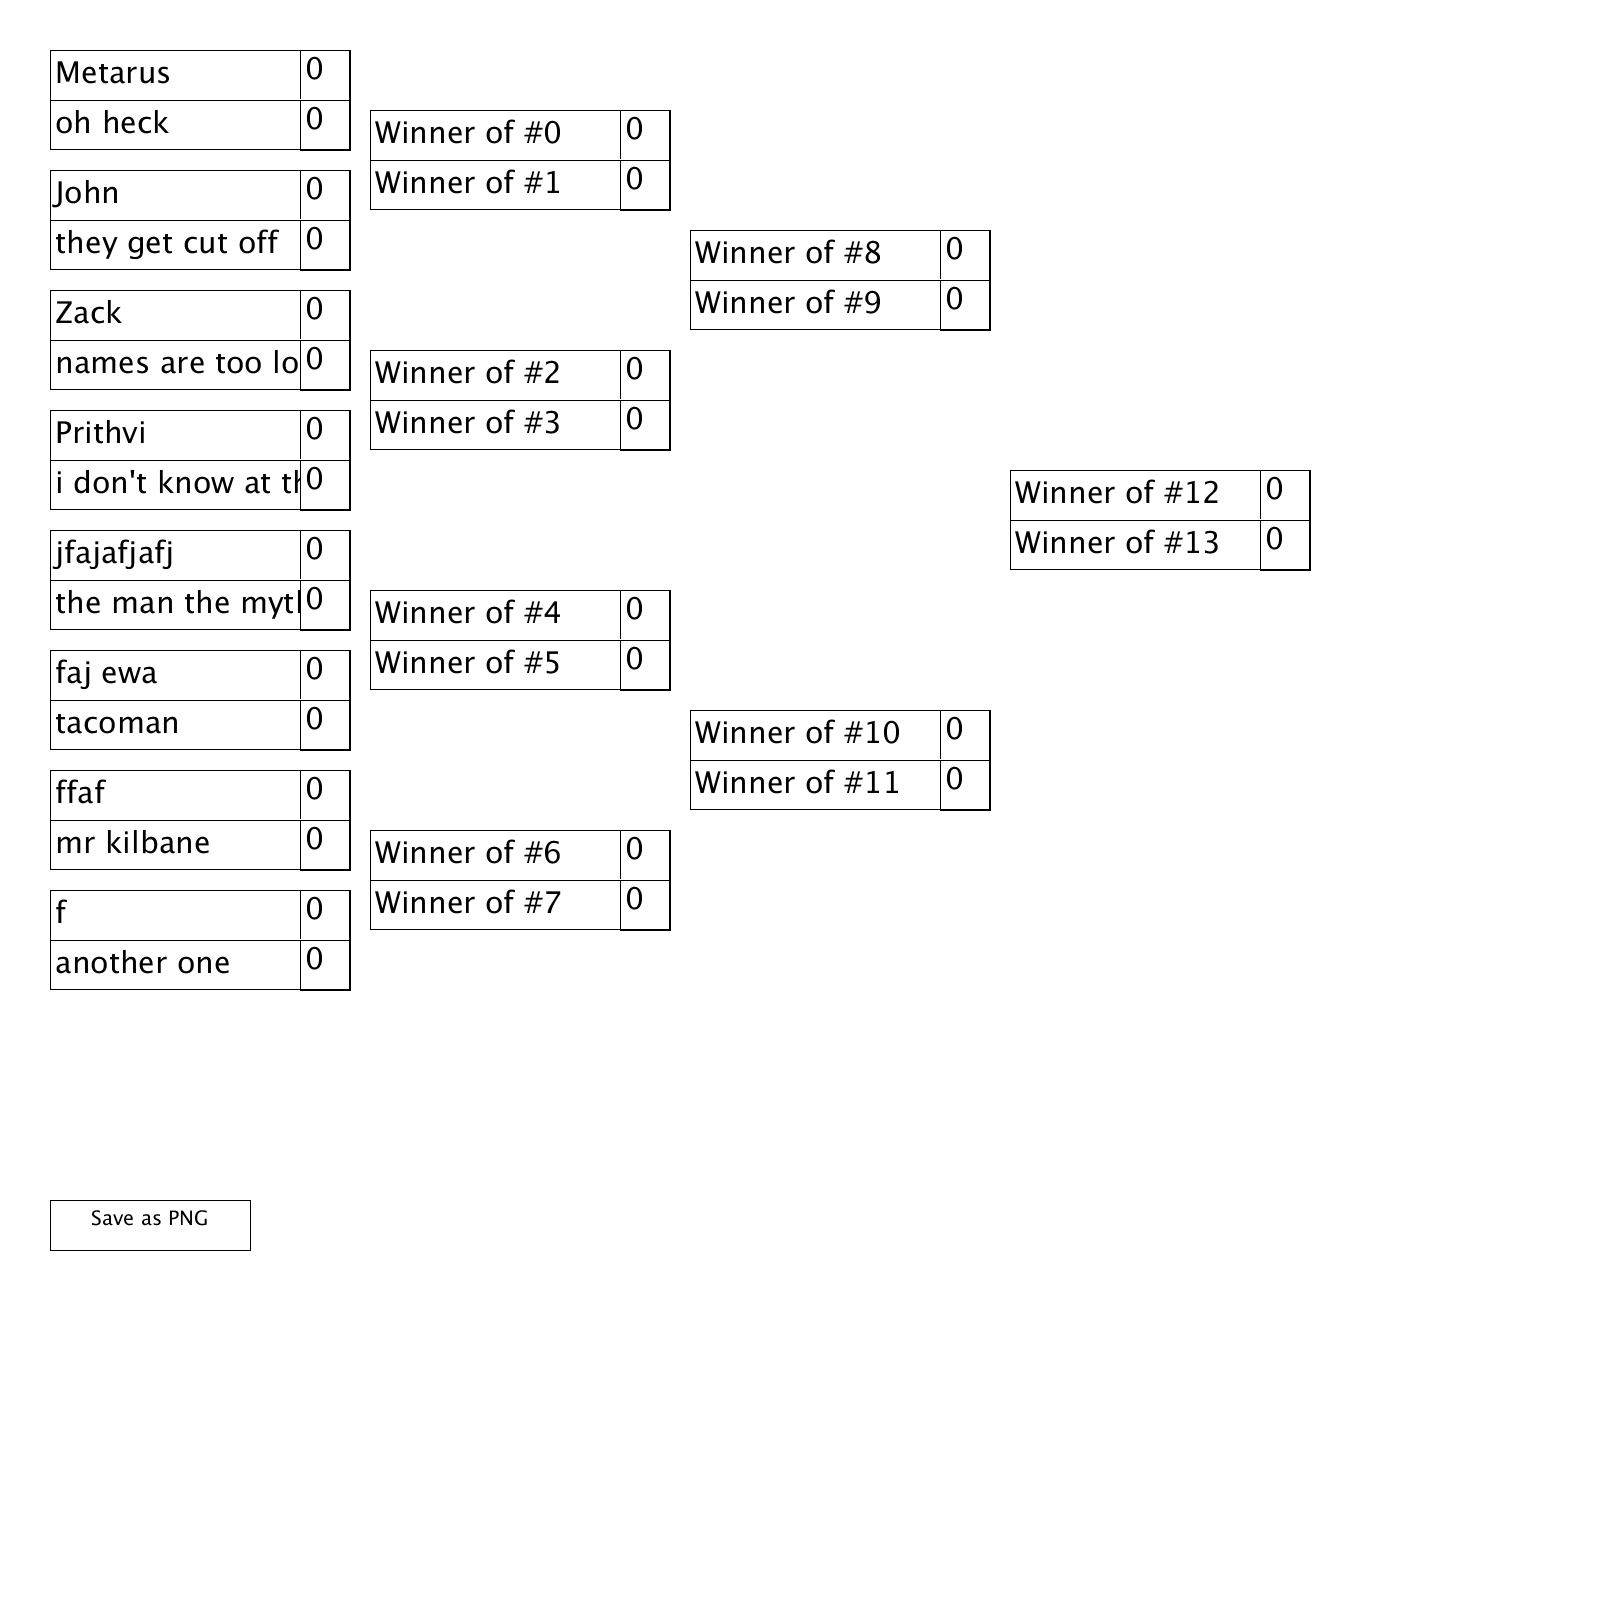 Metarus 0
oh heck 0
John 0
they get cut off 0
Zack 0
names are too lo 0
Prithvi 0
i don't know at th 0
jfajafjafj 0
the man the myth 0
faj ewa 0
tacoman 0
ffaf 0
mr kilbane 0
f 0
another one 0
Winner of #0 0
Winner of #1 0
Winner of #2 0
Winner of #3 0
Winner of #4 0
Winner of #5 0
Winner of #6 0
Winner of #7 0
Winner of #8 0
Winner of #9 0
Winner of #10 0
Winner of #11 0
Winner of #12 0
Winner of #13 0
Save as PNG